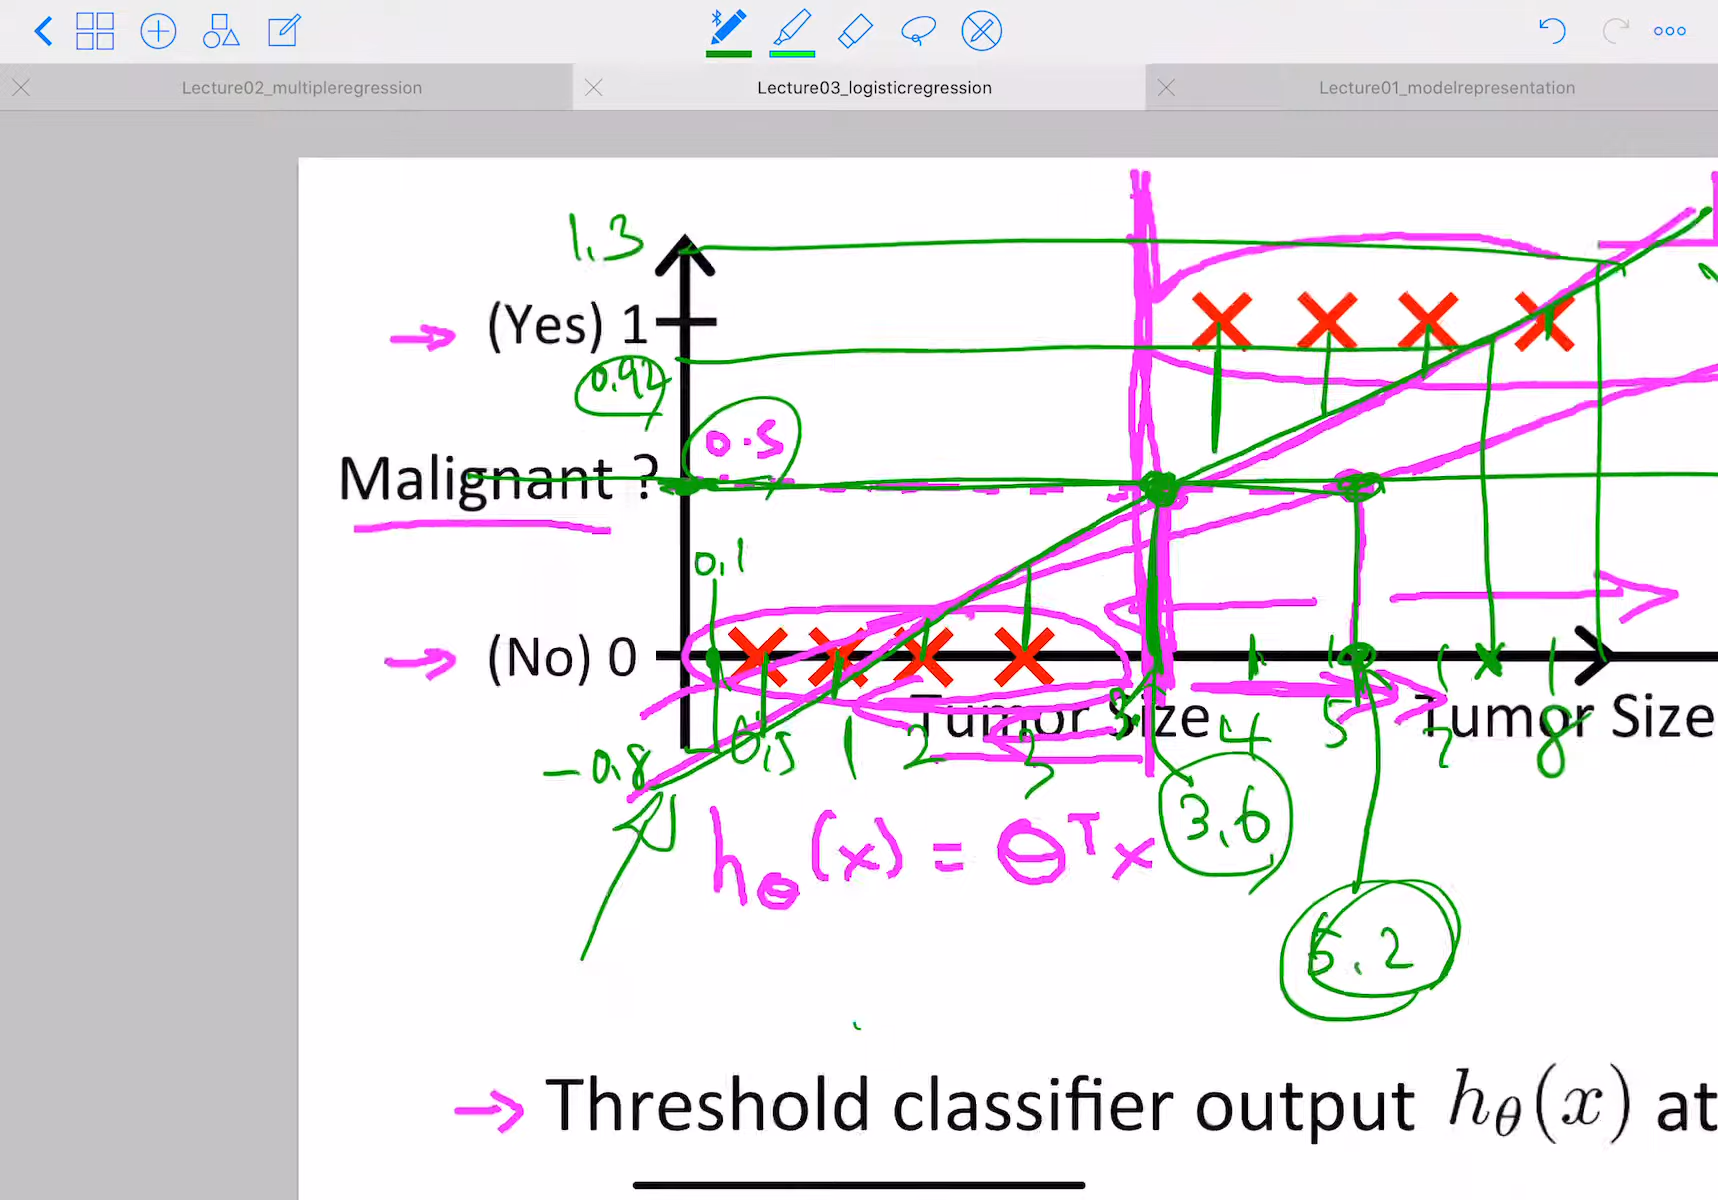 Lecture02_multipleregression
Lecture03_logisticregression
Lecture01_modelrepresentation
1.3
(Yes) 1
0.92
0.5
Malignant ?
0.1
(No) 0
Tumor Size
Tumor Size
-0.8
0.5 1 2 3 4 5 7 8
hθ(x) = θᵀx
3.6
5.2
Threshold classifier output hθ(x) at